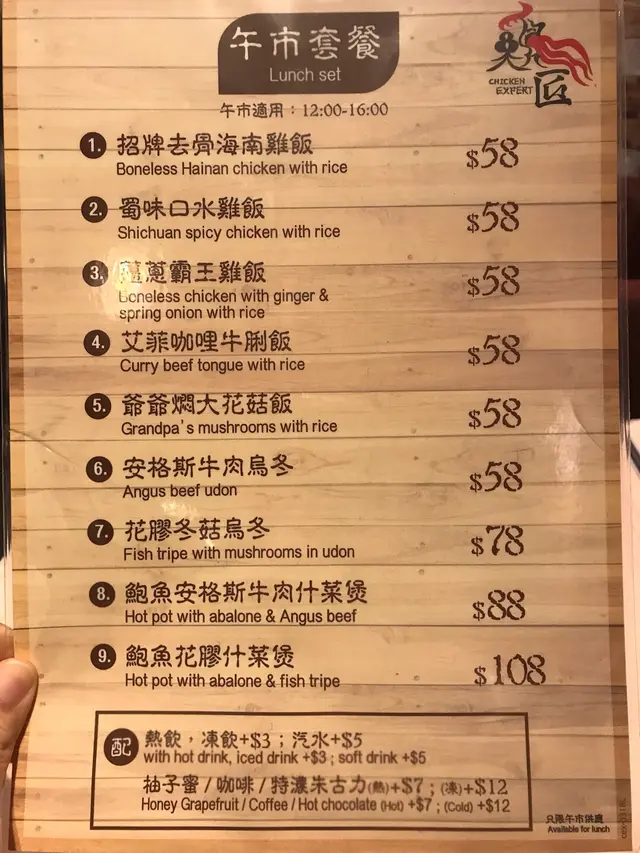 午市套餐
Lunch set
CHICKEN
EXPERT
匠
午市適用：12:00-16:00
1. 招牌去骨海南雞飯 $58
Boneless Hainan chicken with rice
2. 蜀味口水雞飯 $58
Shichuan spicy chicken with rice
3. 薑蔥霸王雞飯 $58
Boneless chicken with ginger &
spring onion with rice
4. 艾菲咖哩牛脷飯 $58
Curry beef tongue with rice
5. 爺爺燜大花菇飯 $58
Grandpa's mushrooms with rice
6. 安格斯牛肉烏冬 $58
Angus beef udon
7. 花膠冬菇烏冬 $78
Fish tripe with mushrooms in udon
8. 鮑魚安格斯牛肉什菜煲 $88
Hot pot with abalone & Angus beef
9. 鮑魚花膠什菜煲 $108
Hot pot with abalone & fish tripe
配 熱飲，凍飲+$3；汽水+$5
with hot drink, iced drink +$3 ; soft drink +$5
柚子蜜 / 咖啡 / 特濃朱古力(熱)+$7；(凍)+$12
Honey Grapefruit / Coffee / Hot chocolate (Hot) +$7 ; (Cold) +$12
只限午市供應
Available for lunch